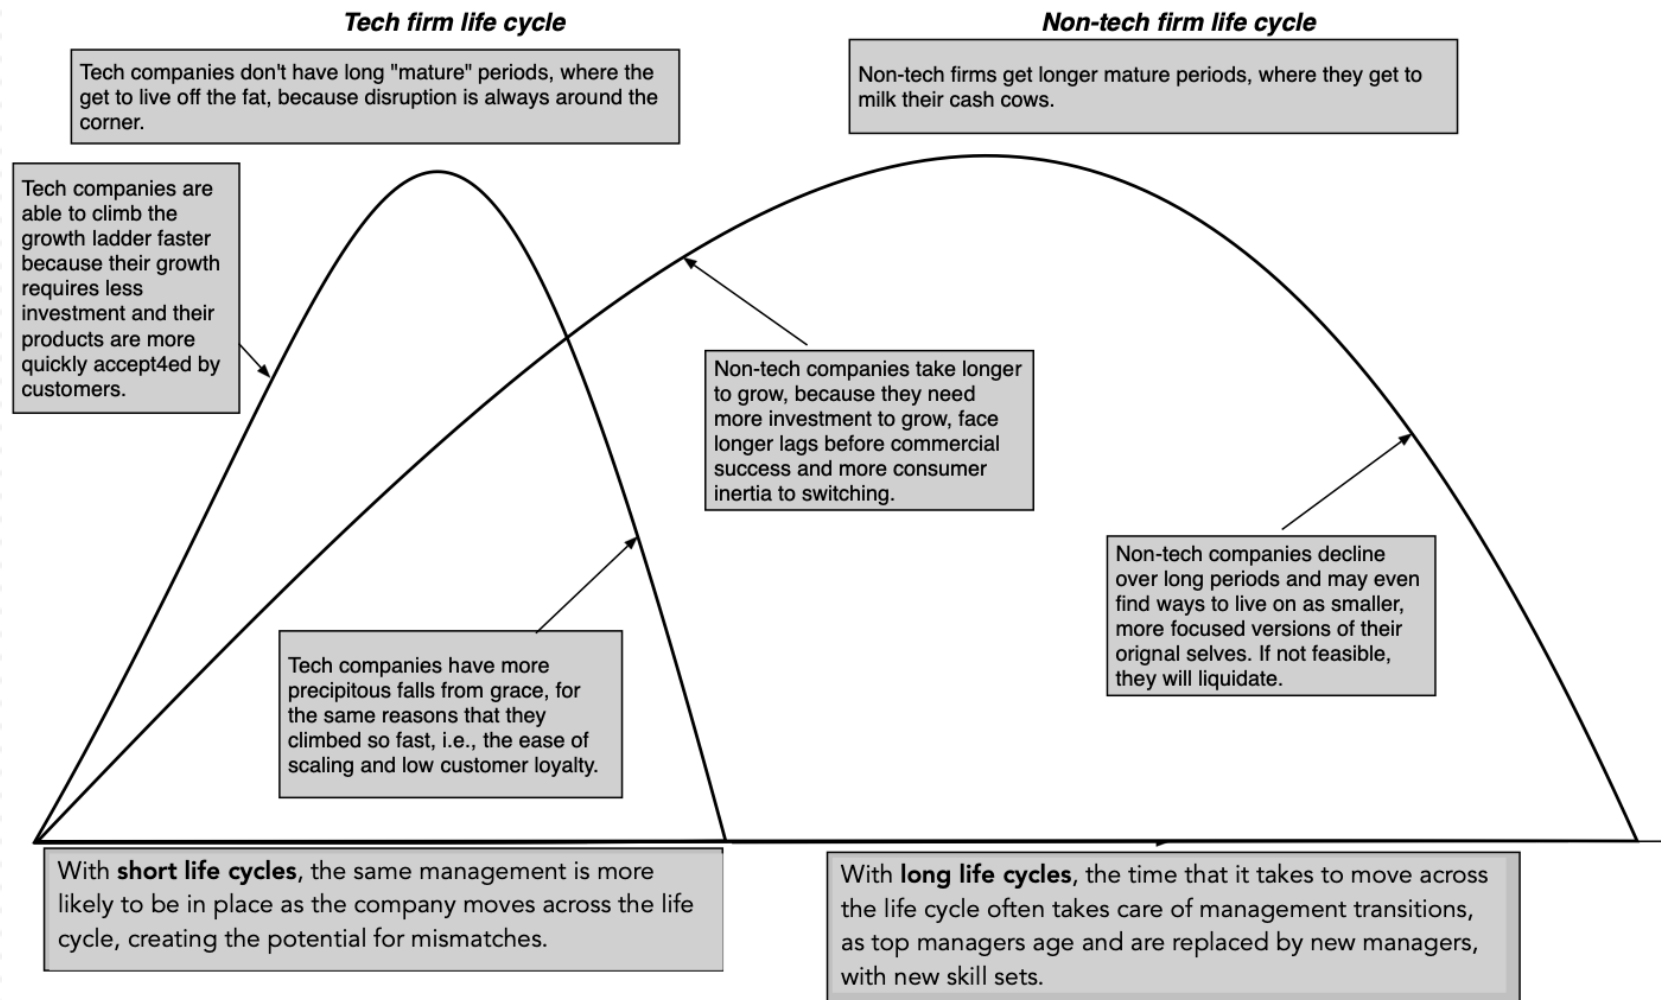 Tech firm life cycle
Non-tech firm life cycle
Tech companies don't have long "mature" periods, where the
get to live off the fat, because disruption is always around the
corner.
Non-tech firms get longer mature periods, where they get to
milk their cash cows.
Tech companies are
able to climb the
growth ladder faster
because their growth
requires less
investment and their
products are more
quickly accept4ed by
customers.
Non-tech companies take longer
to grow, because they need
more investment to grow, face
longer lags before commercial
success and more consumer
inertia to switching.
Non-tech companies decline
over long periods and may even
find ways to live on as smaller,
more focused versions of their
orignal selves. If not feasible,
they will liquidate.
Tech companies have more
precipitous falls from grace, for
the same reasons that they
climbed so fast, i.e., the ease of
scaling and low customer loyalty.
With short life cycles, the same management is more
likely to be in place as the company moves across the life
cycle, creating the potential for mismatches.
With long life cycles, the time that it takes to move across
the life cycle often takes care of management transitions,
as top managers age and are replaced by new managers,
with new skill sets.